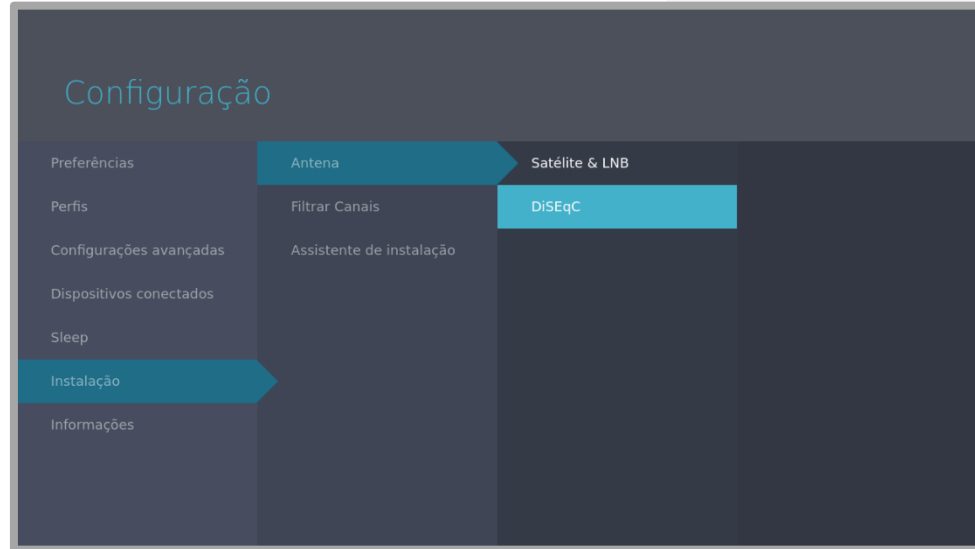 Configuração
Preferências
Perfis
Configurações avançadas
Dispositivos conectados
Sleep
Instalação
Informações
Antena
Filtrar Canais
Assistente de instalação
Satélite & LNB
DiSEqC